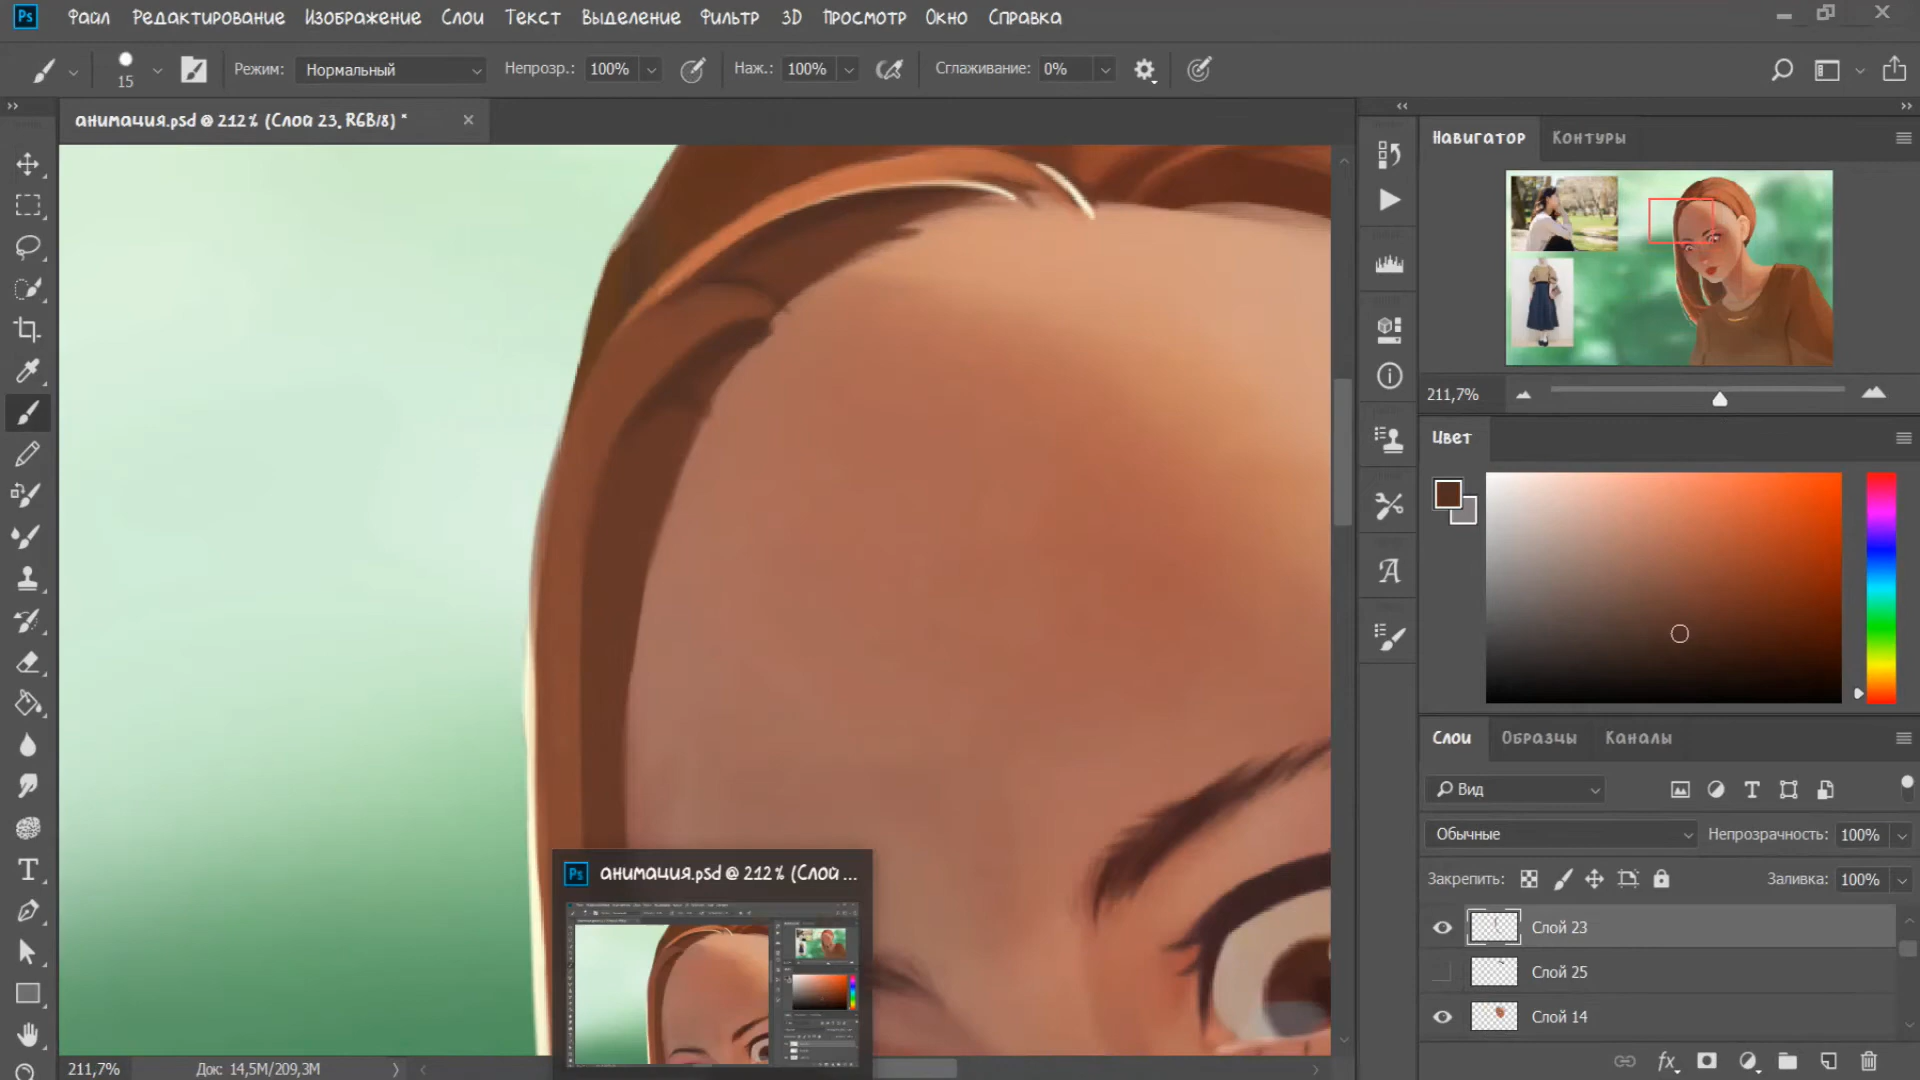 Ps Файл Редактирование Изображение Слои Текст Выделение Фильтр 3D Просмотр Окно Справка
15 Режим: Нормальный Непрозр.: 100% Наж.: 100% Сглаживание: 0%
анимация.psd @ 212% (Слой 23, RGB/8) *
Навигатор Контуры
211,7%
Цвет
Слои Образцы Каналы
Вид
Обычные Непрозрачность: 100%
Закрепить: Заливка: 100%
Слой 23
Слой 25
Слой 14
Ps анимация.psd @ 212% (Слой ...
211,7% Док: 14,5M/209,3M